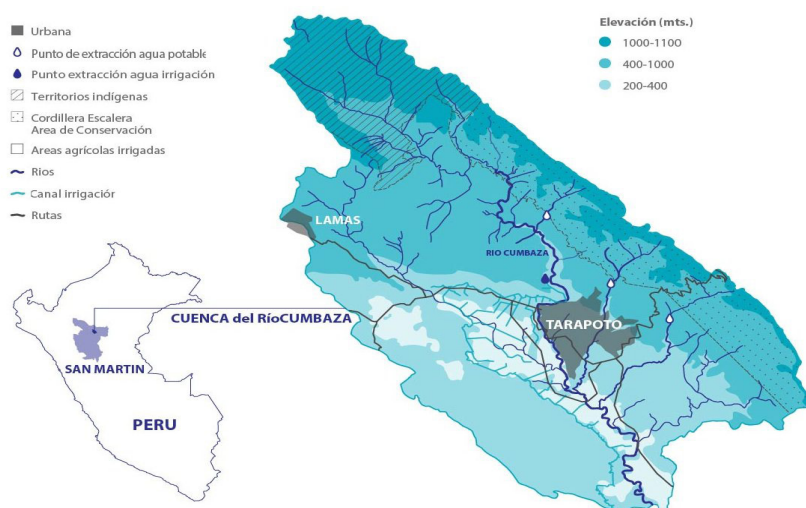 Urbana
Punto de extracción agua potable
Punto extracción agua irrigación
Territorios indígenas
Cordillera Escalera
Area de Conservación
Areas agrícolas irrigadas
Rios
Canal irrigaciór
Rutas
Elevación (mts.)
1000-1100
400-1000
200-400
LAMAS
RIO CUMBAZA
TARAPOTO
CUENCA del RíoCUMBAZA
SAN MARTIN
PERU